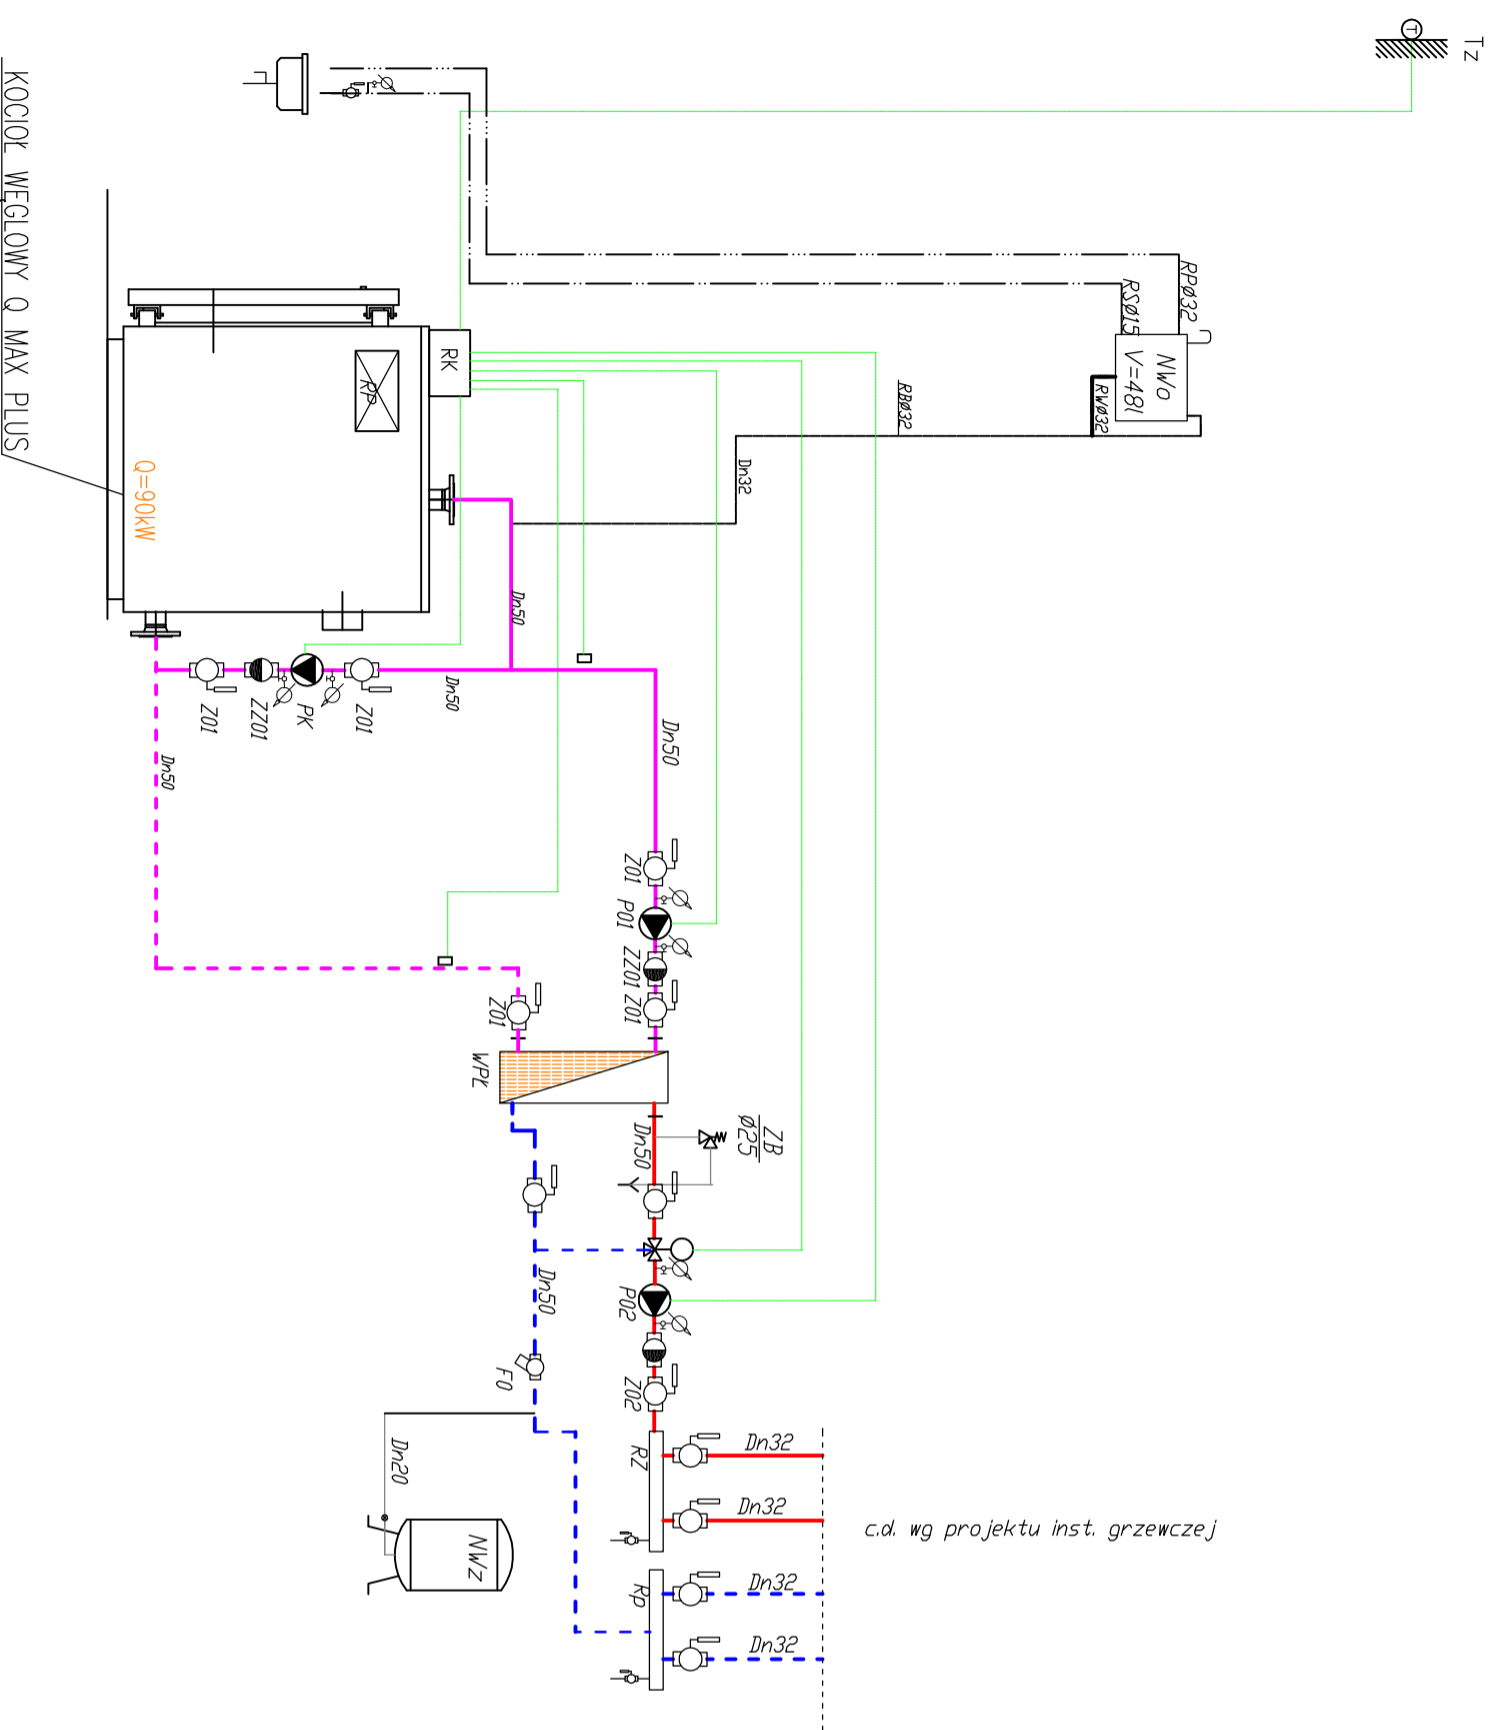 Tz
T
KOCIOŁ WĘGLOWY Q MAX PLUS
Q=90kW
RK
RP
RPø32
RSø15
NWo
V=48l
RWø32
RBø32
Dn32
Dn50
Dn50
Dn50
Dn50
Z01
ZZ01
PK
Z01
Z01
P01
ZZ01
Z01
Z01
WPŁ
ZB
ø25
Dn50
Dn50
P02
F0
Z02
Dn20
NWz
RZ
Rp
Dn32
Dn32
Dn32
Dn32
c.d. wg projektu inst. grzewczej